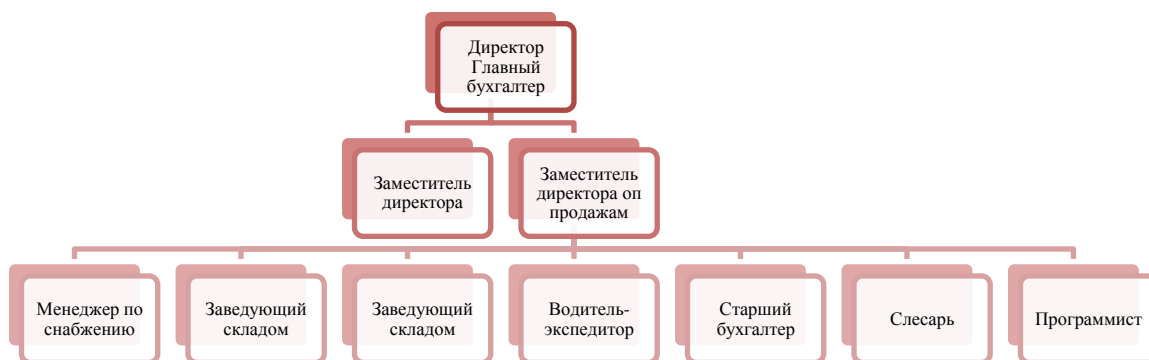 Директор
Главный
бухгалтер
Заместитель
директора
Заместитель
директора оп
продажам
Менеджер по
снабжению
Заведующий
складом
Заведующий
складом
Водитель-
экспедитор
Старший
бухгалтер
Слесарь
Программист